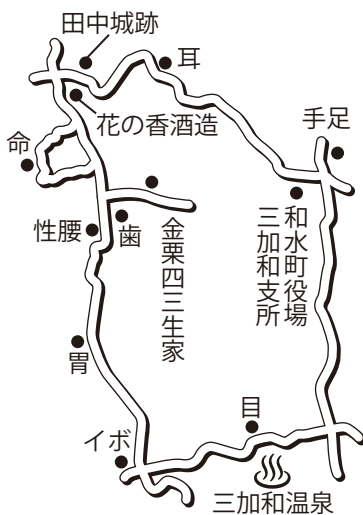 田中城跡
耳
花の香酒造
手足
命
和水町役場
三加和支所
性腰
歯
金栗四三生家
胃
目
イボ
三加和温泉